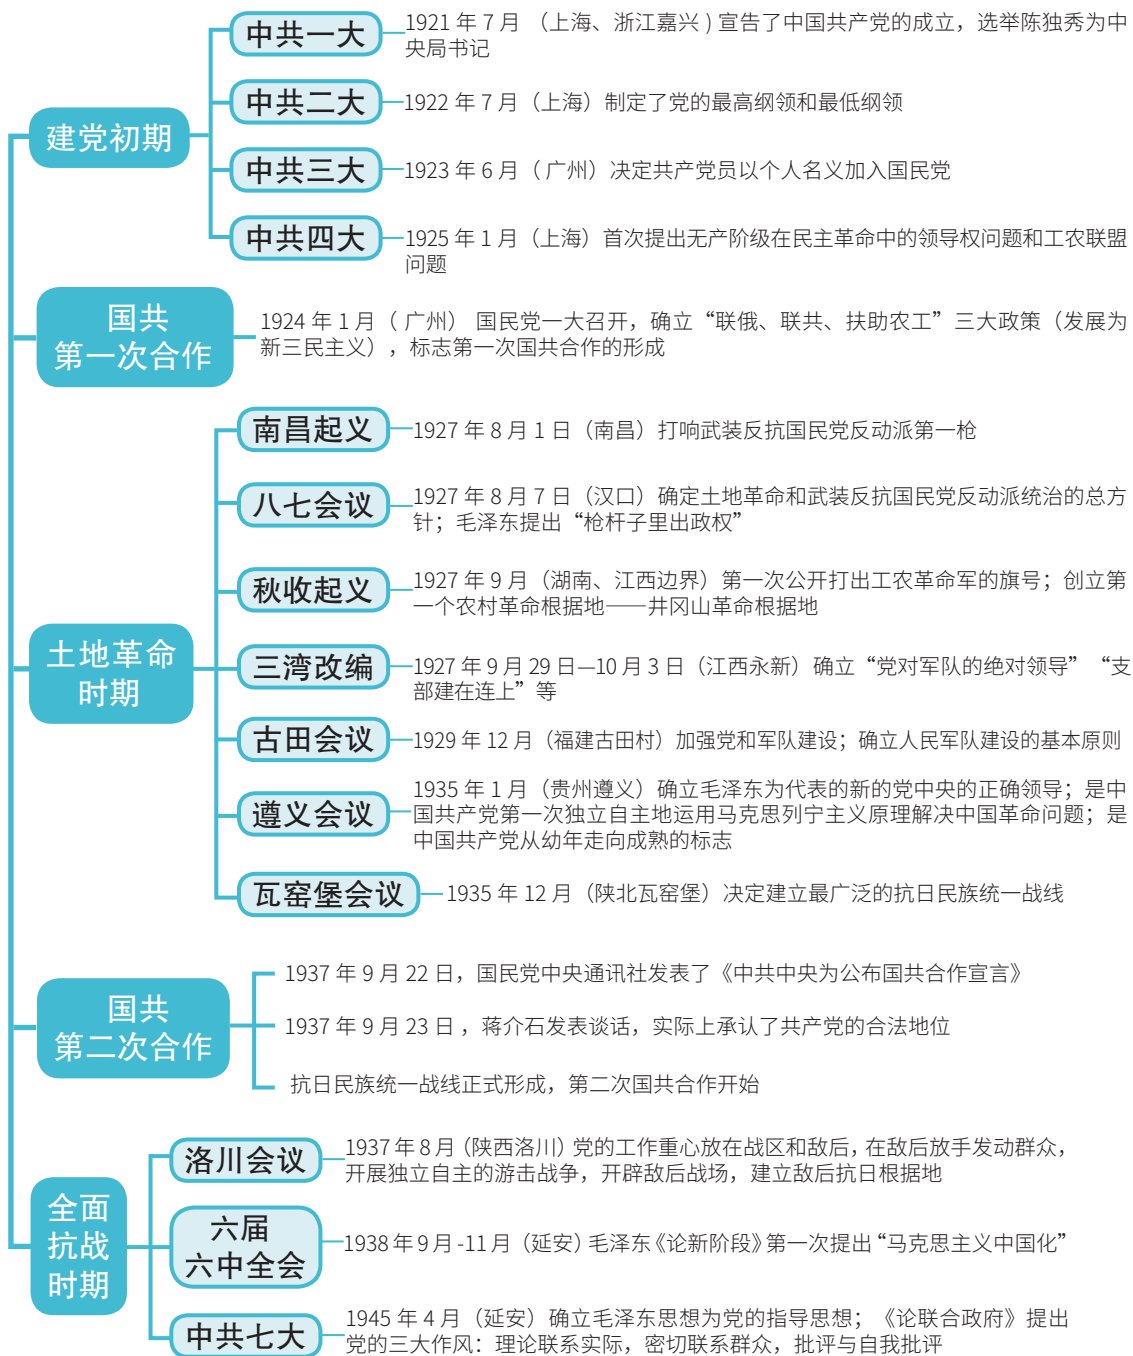 建党初期
中共一大
1921 年 7 月 （上海、浙江嘉兴 ) 宣告了中国共产党的成立，选举陈独秀为中
央局书记
中共二大
1922 年 7 月（上海）制定了党的最高纲领和最低纲领
中共三大
1923 年 6 月（ 广州）决定共产党员以个人名义加入国民党
中共四大
1925 年 1 月（上海）首次提出无产阶级在民主革命中的领导权问题和工农联盟
问题
国共
第一次合作
1924 年 1 月（ 广州） 国民党一大召开，确立“联俄、联共、扶助农工”三大政策（发展为
新三民主义），标志第一次国共合作的形成
土地革命
时期
南昌起义
1927 年 8 月 1 日（南昌）打响武装反抗国民党反动派第一枪
八七会议
1927 年 8 月 7 日（汉口）确定土地革命和武装反抗国民党反动派统治的总方
针；毛泽东提出“枪杆子里出政权”
秋收起义
1927 年 9 月（湖南、江西边界）第一次公开打出工农革命军的旗号；创立第
一个农村革命根据地——井冈山革命根据地
三湾改编
1927 年 9 月 29 日—10 月 3 日（江西永新）确立“党对军队的绝对领导”“支
部建在连上”等
古田会议
1929 年 12 月（福建古田村）加强党和军队建设；确立人民军队建设的基本原则
遵义会议
1935 年 1 月（贵州遵义）确立毛泽东为代表的新的党中央的正确领导；是中
国共产党第一次独立自主地运用马克思列宁主义原理解决中国革命问题；是
中国共产党从幼年走向成熟的标志
瓦窑堡会议
1935 年 12 月（陕北瓦窑堡）决定建立最广泛的抗日民族统一战线
国共
第二次合作
1937 年 9 月 22 日，国民党中央通讯社发表了《中共中央为公布国共合作宣言》
1937 年 9 月 23 日 ，蒋介石发表谈话，实际上承认了共产党的合法地位
抗日民族统一战线正式形成，第二次国共合作开始
全面
抗战
时期
洛川会议
1937 年 8 月（陕西洛川）党的工作重心放在战区和敌后，在敌后放手发动群众，
开展独立自主的游击战争，开辟敌后战场，建立敌后抗日根据地
六届
六中全会
1938 年 9 月 -11 月（延安）毛泽东《论新阶段》第一次提出“马克思主义中国化”
中共七大
1945 年 4 月（延安）确立毛泽东思想为党的指导思想；《论联合政府》提出
党的三大作风：理论联系实际，密切联系群众，批评与自我批评